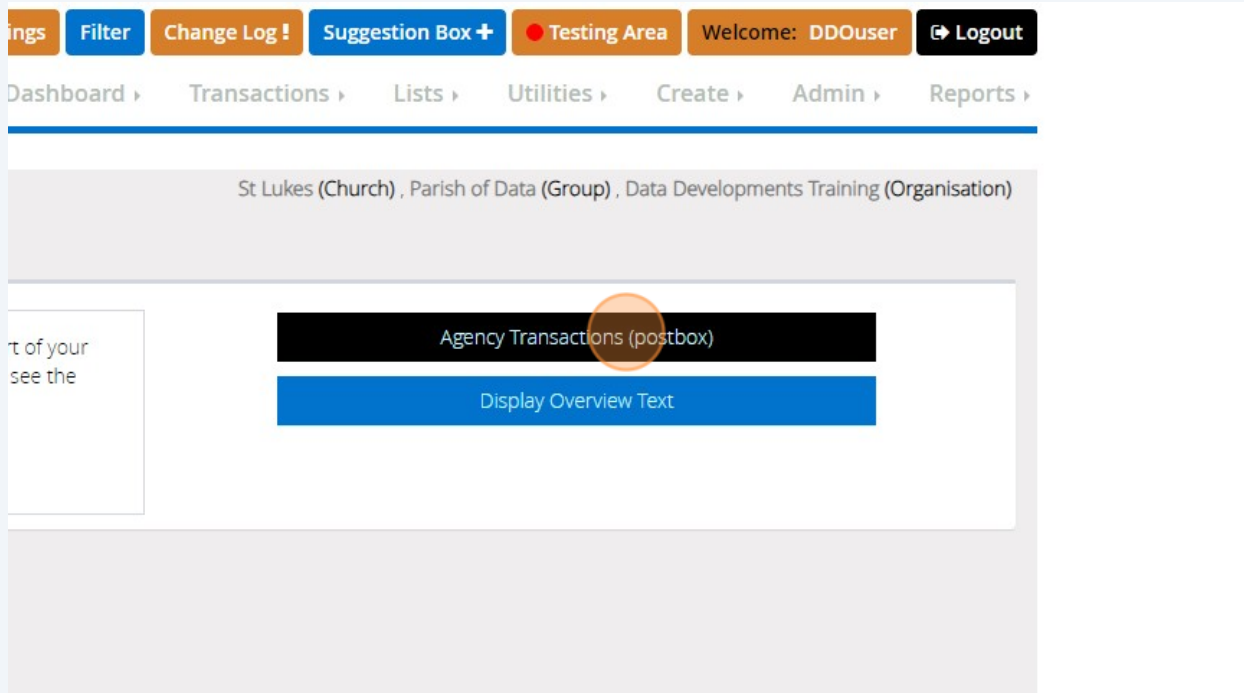 ings Filter Change Log ! Suggestion Box + Testing Area Welcome: DDOuser Logout
Dashboard Transactions Lists Utilities Create Admin Reports
St Lukes (Church) , Parish of Data (Group) , Data Developments Training (Organisation)
rt of your
see the
Agency Transactions (postbox)
Display Overview Text